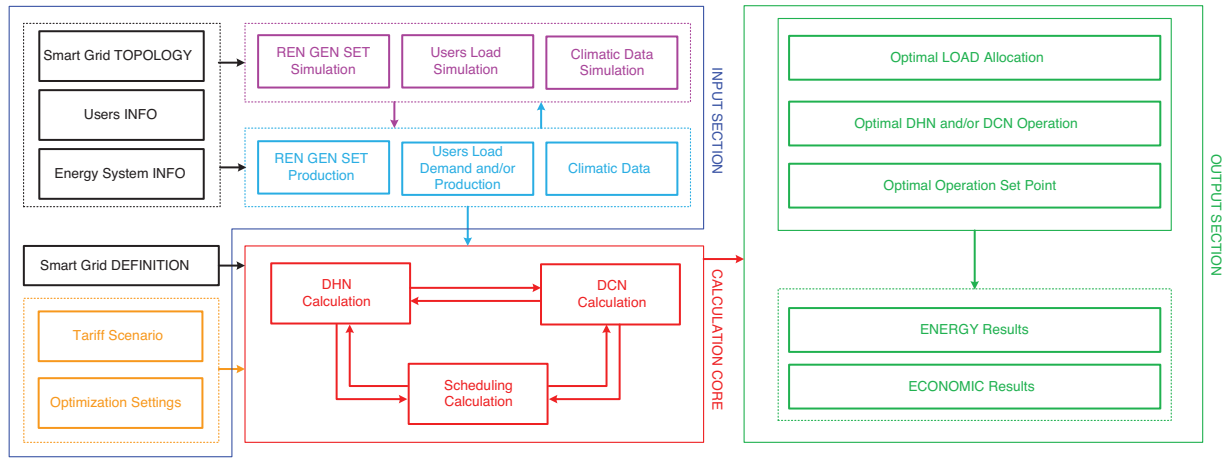 Smart Grid TOPOLOGY
Users INFO
Energy System INFO
REN GEN SET
Simulation
Users Load
Simulation
Climatic Data
Simulation
REN GEN SET
Production
Users Load
Demand and/or
Production
Climatic Data
INPUT SECTION
Smart Grid DEFINITION
Tariff Scenario
Optimization Settings
DHN
Calculation
DCN
Calculation
Scheduling
Calculation
CALCULATION CORE
Optimal LOAD Allocation
Optimal DHN and/or DCN Operation
Optimal Operation Set Point
ENERGY Results
ECONOMIC Results
OUTPUT SECTION